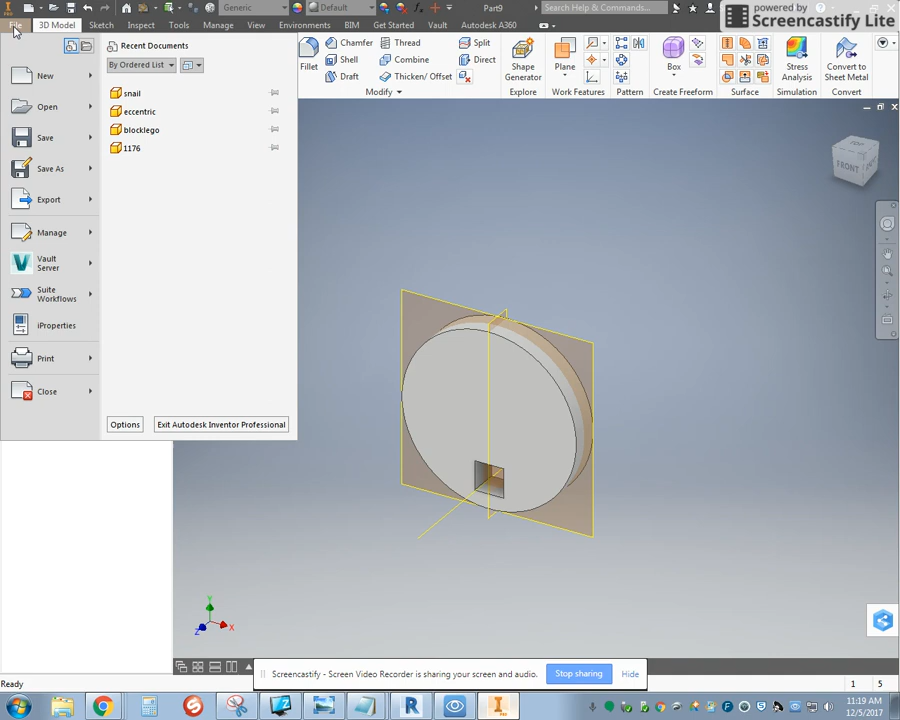 Generic
Default
Part9
Search Help & Commands...
powered by
Screencastify Lite
File
3D Model
Sketch
Inspect
Tools
Manage
View
Environments
BIM
Get Started
Vault
Autodesk A360
Recent Documents
By Ordered List
New
Open
Save
Save As
Export
Manage
Vault
Server
Suite
Workflows
iProperties
Print
Close
snail
eccentric
blocklego
1176
Options
Exit Autodesk Inventor Professional
Fillet
Chamfer
Shell
Draft
Thread
Combine
Thicken/ Offset
Split
Direct
Modify
Shape
Generator
Explore
Plane
Work Features
Pattern
Box
Create Freeform
Surface
Stress
Analysis
Simulation
Convert to
Sheet Metal
Convert
FRONT
Y
Z
X
Screencastify - Screen Video Recorder is sharing your screen and audio.
Stop sharing
Hide
Ready
1
5
11:19 AM
12/5/2017